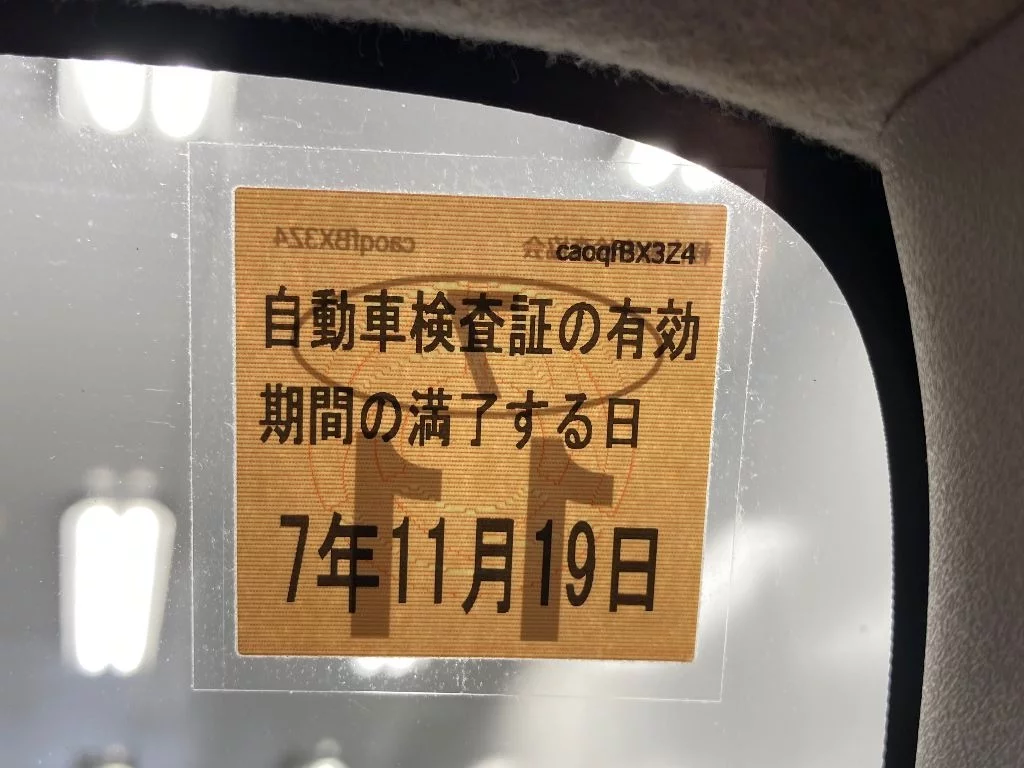 caoqfBX3Z4
自動車検査証の有効
期間の満了する日
7年11月19日